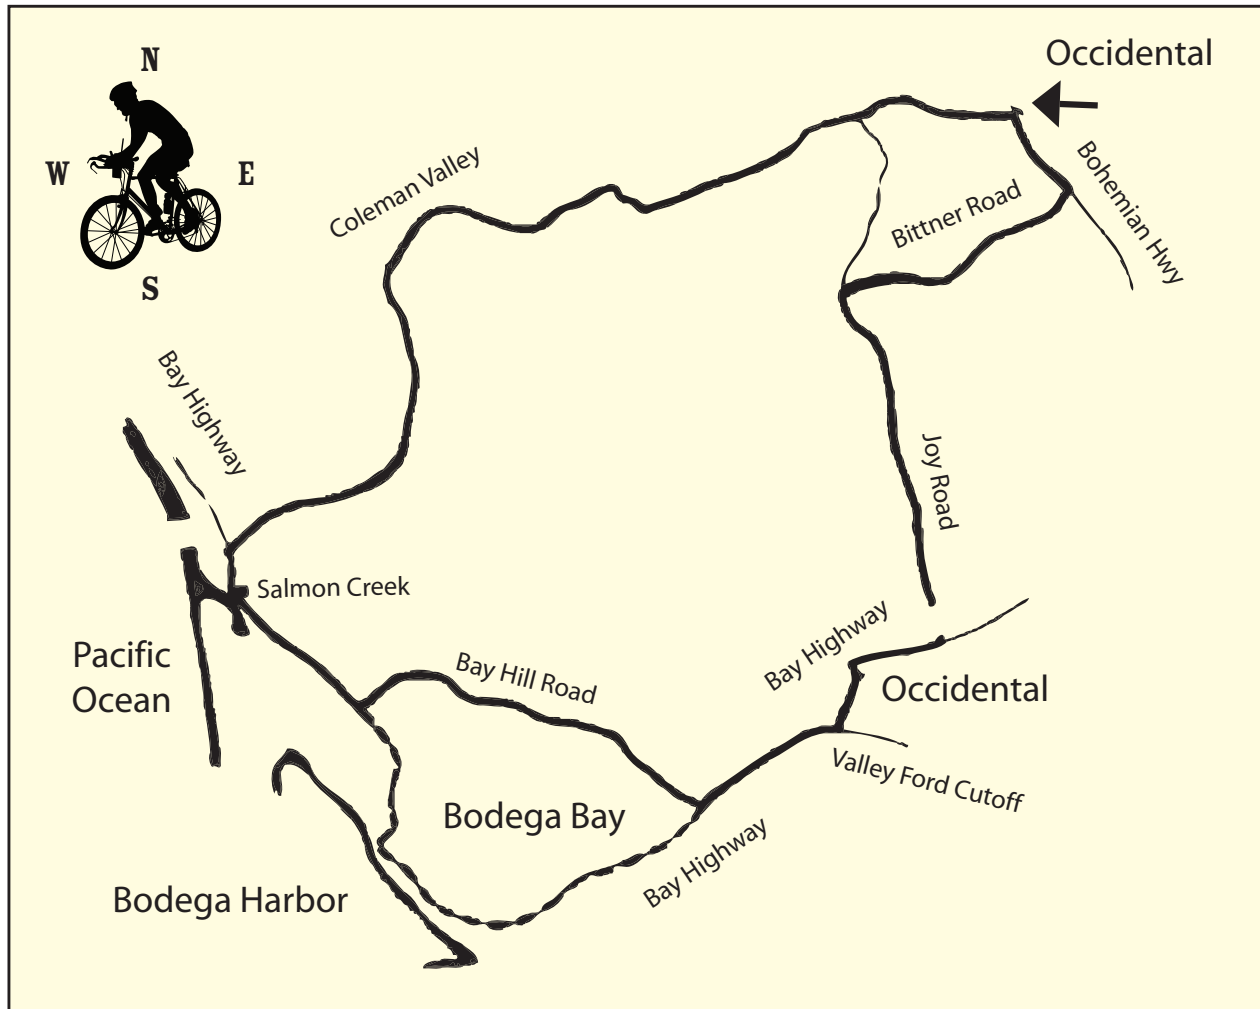 Occidental
N
W
E
S
Coleman Valley
Bohemian Hwy
Bittner Road
Bay Highway
Joy Road
Salmon Creek
Pacific
Ocean
Bay Hill Road
Bay Highway
Occidental
Valley Ford Cutoff
Bodega Bay
Bay Highway
Bodega Harbor